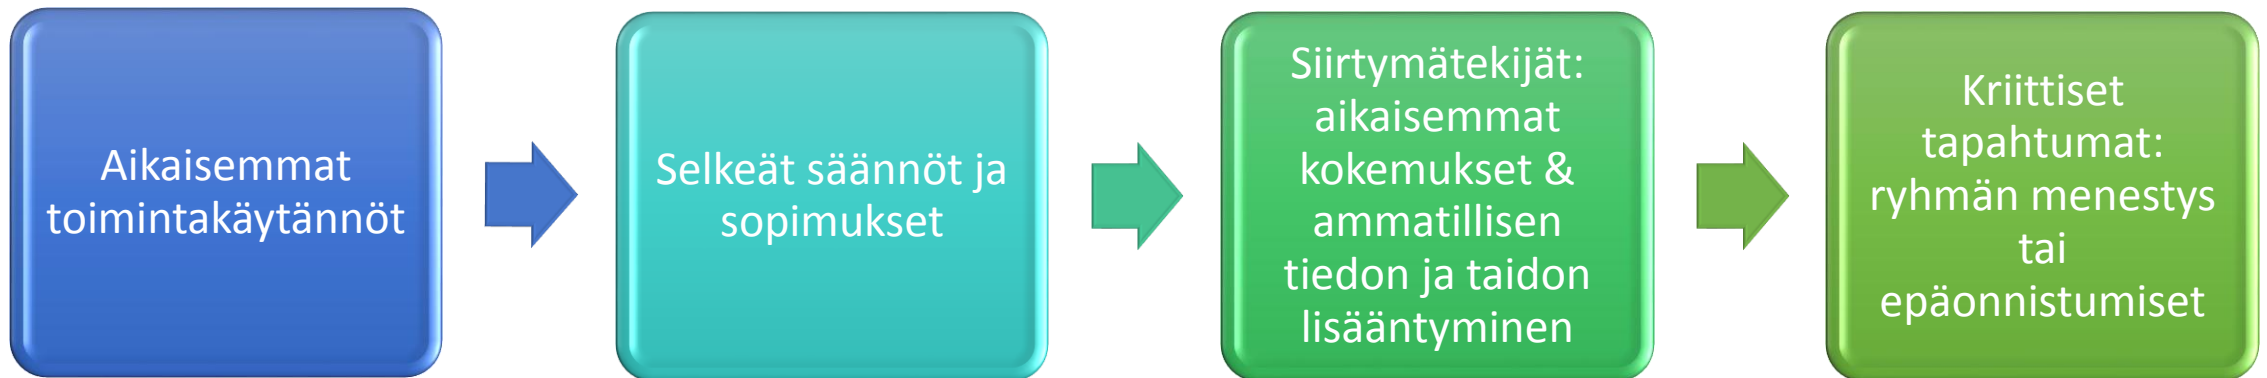 Aikaisemmat
toimintakäytännöt
Selkeät säännöt ja
sopimukset
Siirtymätekijät:
aikaisemmat
kokemukset &
ammatillisen
tiedon ja taidon
lisääntyminen
Kriittiset
tapahtumat:
ryhmän menestys
tai
epäonnistumiset